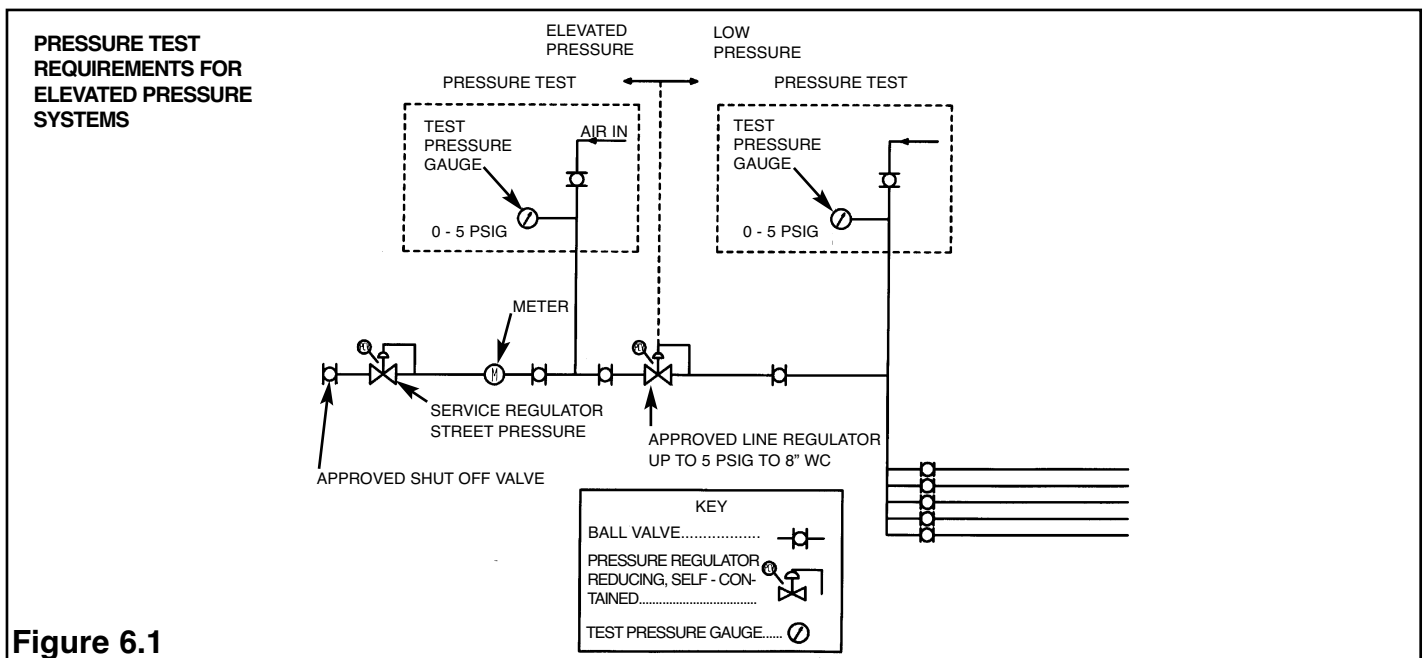 PRESSURE TEST
REQUIREMENTS FOR
ELEVATED PRESSURE
SYSTEMS
ELEVATED
PRESSURE
LOW
PRESSURE
PRESSURE TEST
PRESSURE TEST
TEST
PRESSURE
GAUGE
AIR IN
0 - 5 PSIG
TEST
PRESSURE
GAUGE
0 - 5 PSIG
METER
M
SERVICE REGULATOR
STREET PRESSURE
APPROVED LINE REGULATOR
UP TO 5 PSIG TO 8” WC
APPROVED SHUT OFF VALVE
KEY
BALL VALVE..................
PRESSURE REGULATOR
REDUCING, SELF - CON-
TAINED...................................
TEST PRESSURE GAUGE......
Figure 6.1